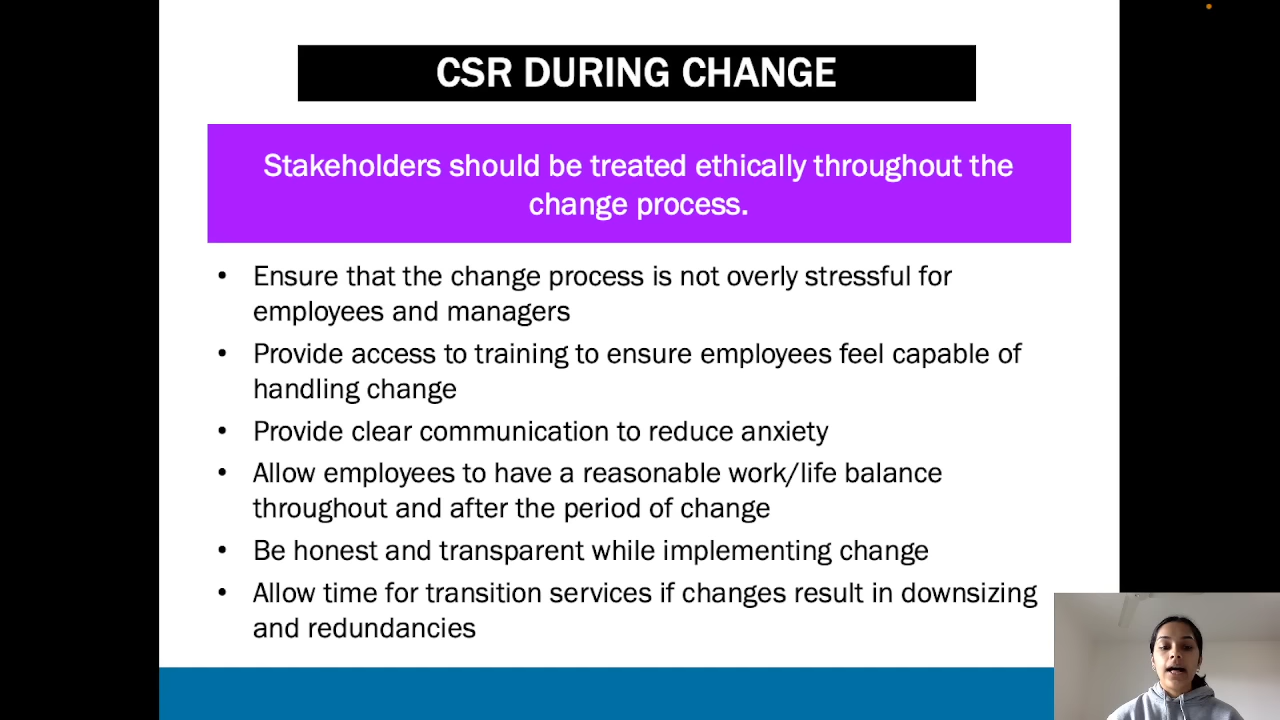 CSR DURING CHANGE
Stakeholders should be treated ethically throughout the
change process.
• Ensure that the change process is not overly stressful for
employees and managers
• Provide access to training to ensure employees feel capable of
handling change
• Provide clear communication to reduce anxiety
• Allow employees to have a reasonable work/life balance
throughout and after the period of change
• Be honest and transparent while implementing change
• Allow time for transition services if changes result in downsizing
and redundancies